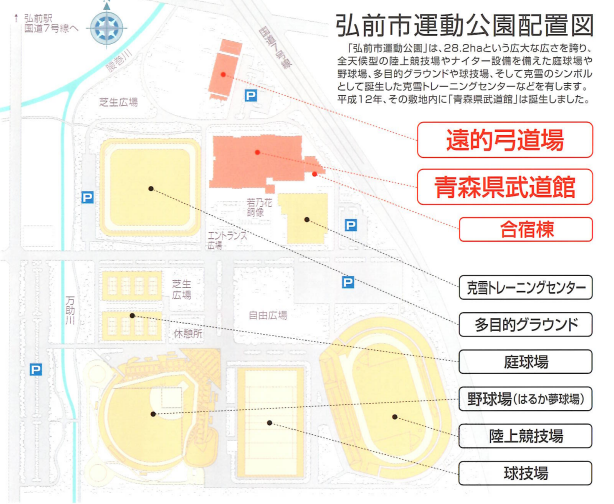 弘前市運動公園配置図
「弘前市運動公園」は、28.2haという広大な広さを誇り、
全天候型の陸上競技場やナイター設備を備えた庭球場や
野球場、多目的グラウンドや球技場、そして克雪のシンボル
として誕生した克雪トレーニングセンターなどを有します。
平成12年、その敷地内に「青森県武道館」は誕生しました。
↑弘前駅
国道7号線へ
国道7号線
芝生広場
P
遠的弓道場
青森県武道館
合宿棟
P
若乃花
銅像
P
エントランス
広場
P
克雪トレーニングセンター
芝生
広場
万助川
自由広場
多目的グラウンド
休憩所
庭球場
P
野球場(はるか夢球場)
陸上競技場
球技場